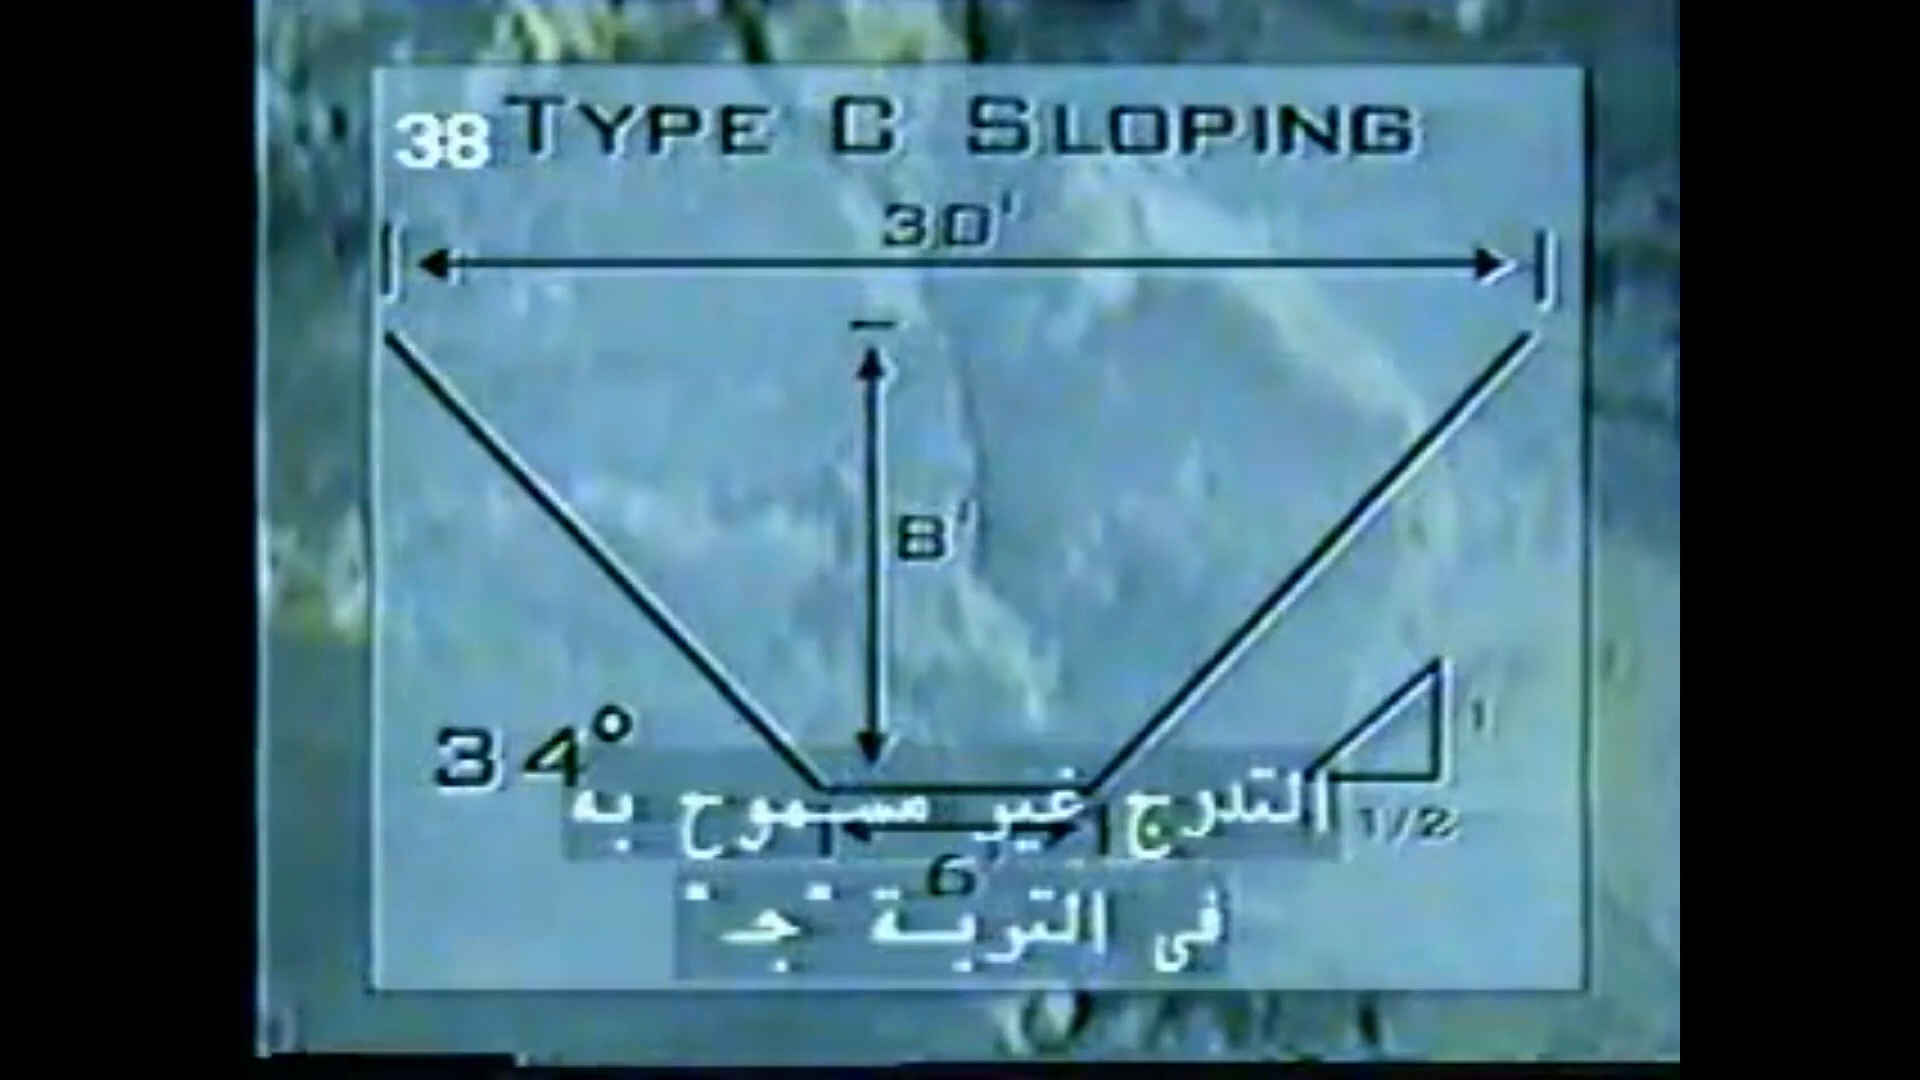 38
TYPE C SLOPING
30'
8'
34°
1
1/2
6'
التدرج غير مسموح به
فى التربة "جـ"